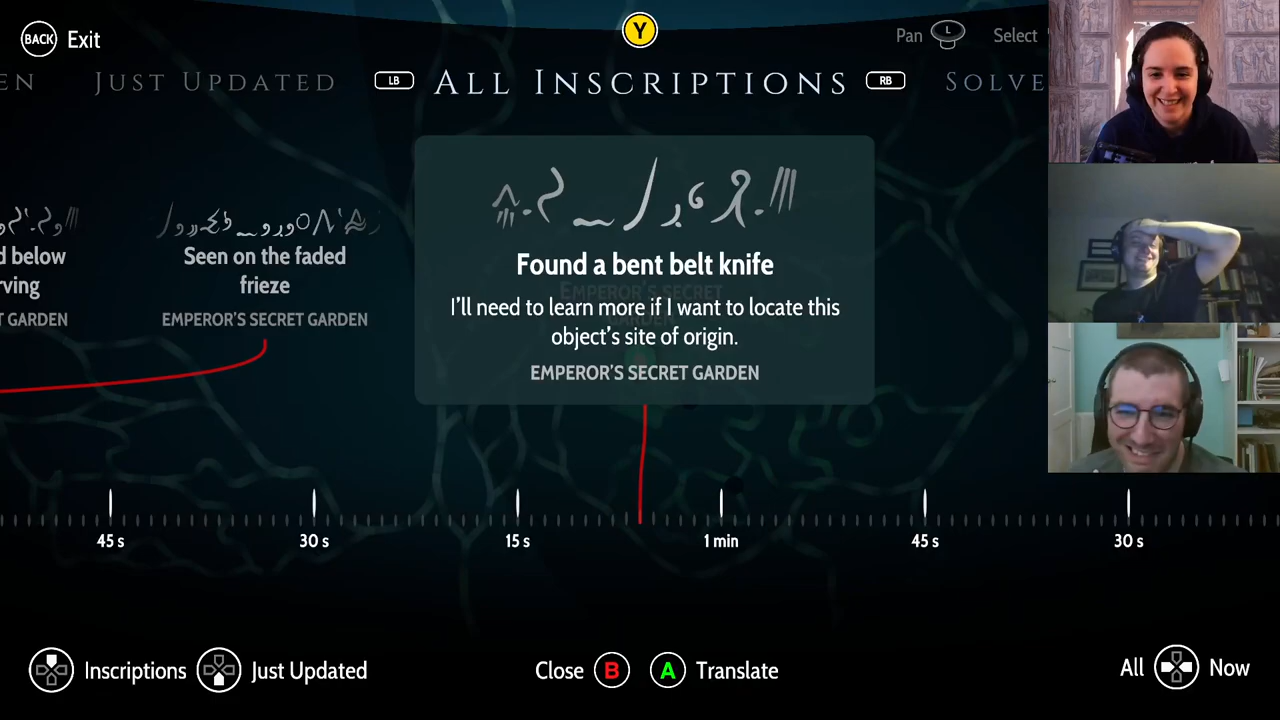 BACK Exit
Y
Pan L Select
EN JUST UPDATED LB ALL INSCRIPTIONS RB SOLVE
Found a bent belt knife
I'll need to learn more if I want to locate this
object's site of origin.
EMPEROR'S SECRET GARDEN
Seen on the faded
frieze
EMPEROR'S SECRET GARDEN
d below
rving
T GARDEN
EMPEROR'S SECRET
45 s 30 s 15 s 1 min 45 s 30 s
Inscriptions Just Updated Close B A Translate All Now